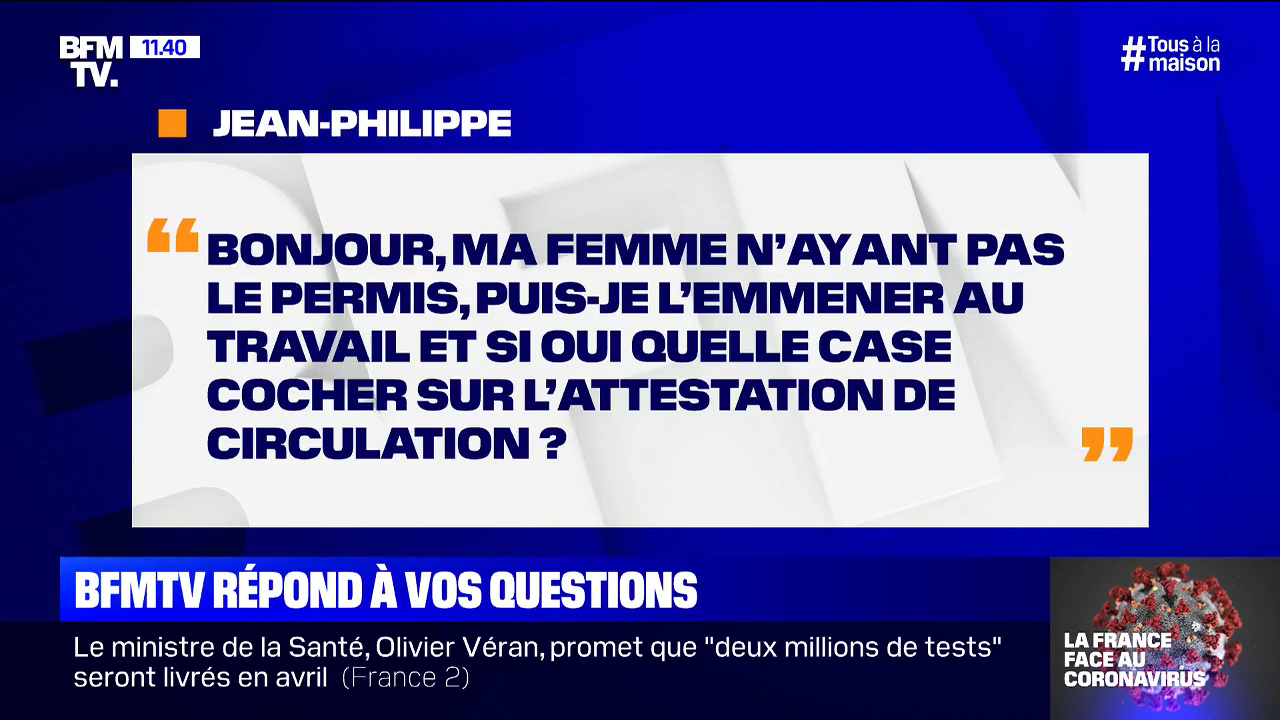 BFM
TV.
11.40
#Tous à la
maison
JEAN-PHILIPPE
“BONJOUR, MA FEMME N’AYANT PAS
LE PERMIS, PUIS-JE L’EMMENER AU
TRAVAIL ET SI OUI QUELLE CASE
COCHER SUR L’ATTESTATION DE
CIRCULATION ?”
BFMTV RÉPOND À VOS QUESTIONS
Le ministre de la Santé, Olivier Véran, promet que "deux millions de tests"
seront livrés en avril (France 2)
LA FRANCE
FACE AU
CORONAVIRUS